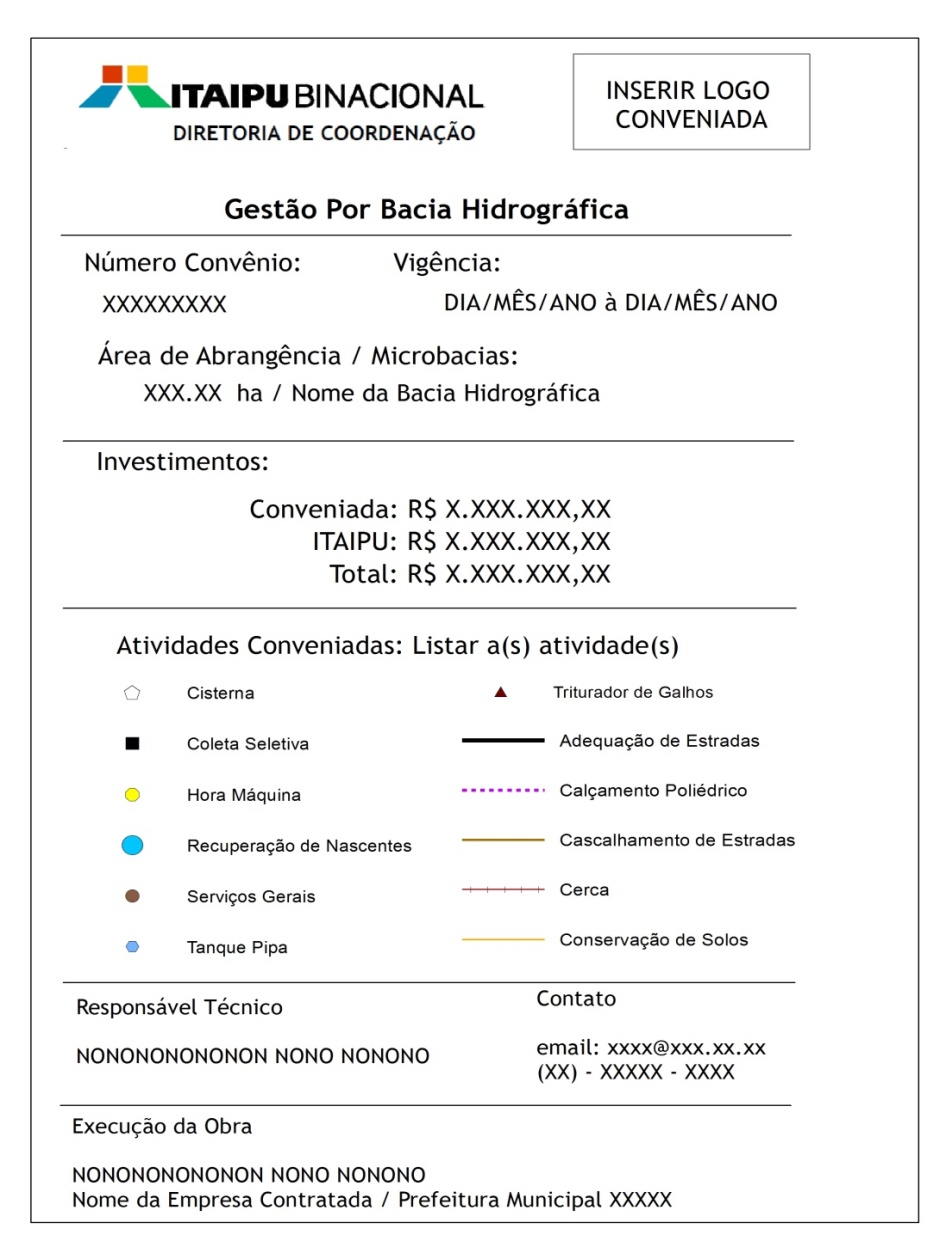 ITAIPU BINACIONAL
DIRETORIA DE COORDENAÇÃO
INSERIR LOGO
CONVENIADA
Gestão Por Bacia Hidrográfica
Número Convênio: Vigência:
XXXXXXXXX DIA/MÊS/ANO à DIA/MÊS/ANO
Área de Abrangência / Microbacias:
XXX.XX ha / Nome da Bacia Hidrográfica
Investimentos:
Conveniada: R$ X.XXX.XXX,XX
ITAIPU: R$ X.XXX.XXX,XX
Total: R$ X.XXX.XXX,XX
Atividades Conveniadas: Listar a(s) atividade(s)
Cisterna
Coleta Seletiva
Hora Máquina
Recuperação de Nascentes
Serviços Gerais
Tanque Pipa
Triturador de Galhos
Adequação de Estradas
Calçamento Poliédrico
Cascalhamento de Estradas
Cerca
Conservação de Solos
Responsável Técnico
NONONONONONON NONO NONONO
Contato
email: xxxx@xxx.xx.xx
(XX) - XXXXX - XXXX
Execução da Obra
NONONONONONON NONO NONONO
Nome da Empresa Contratada / Prefeitura Municipal XXXXX